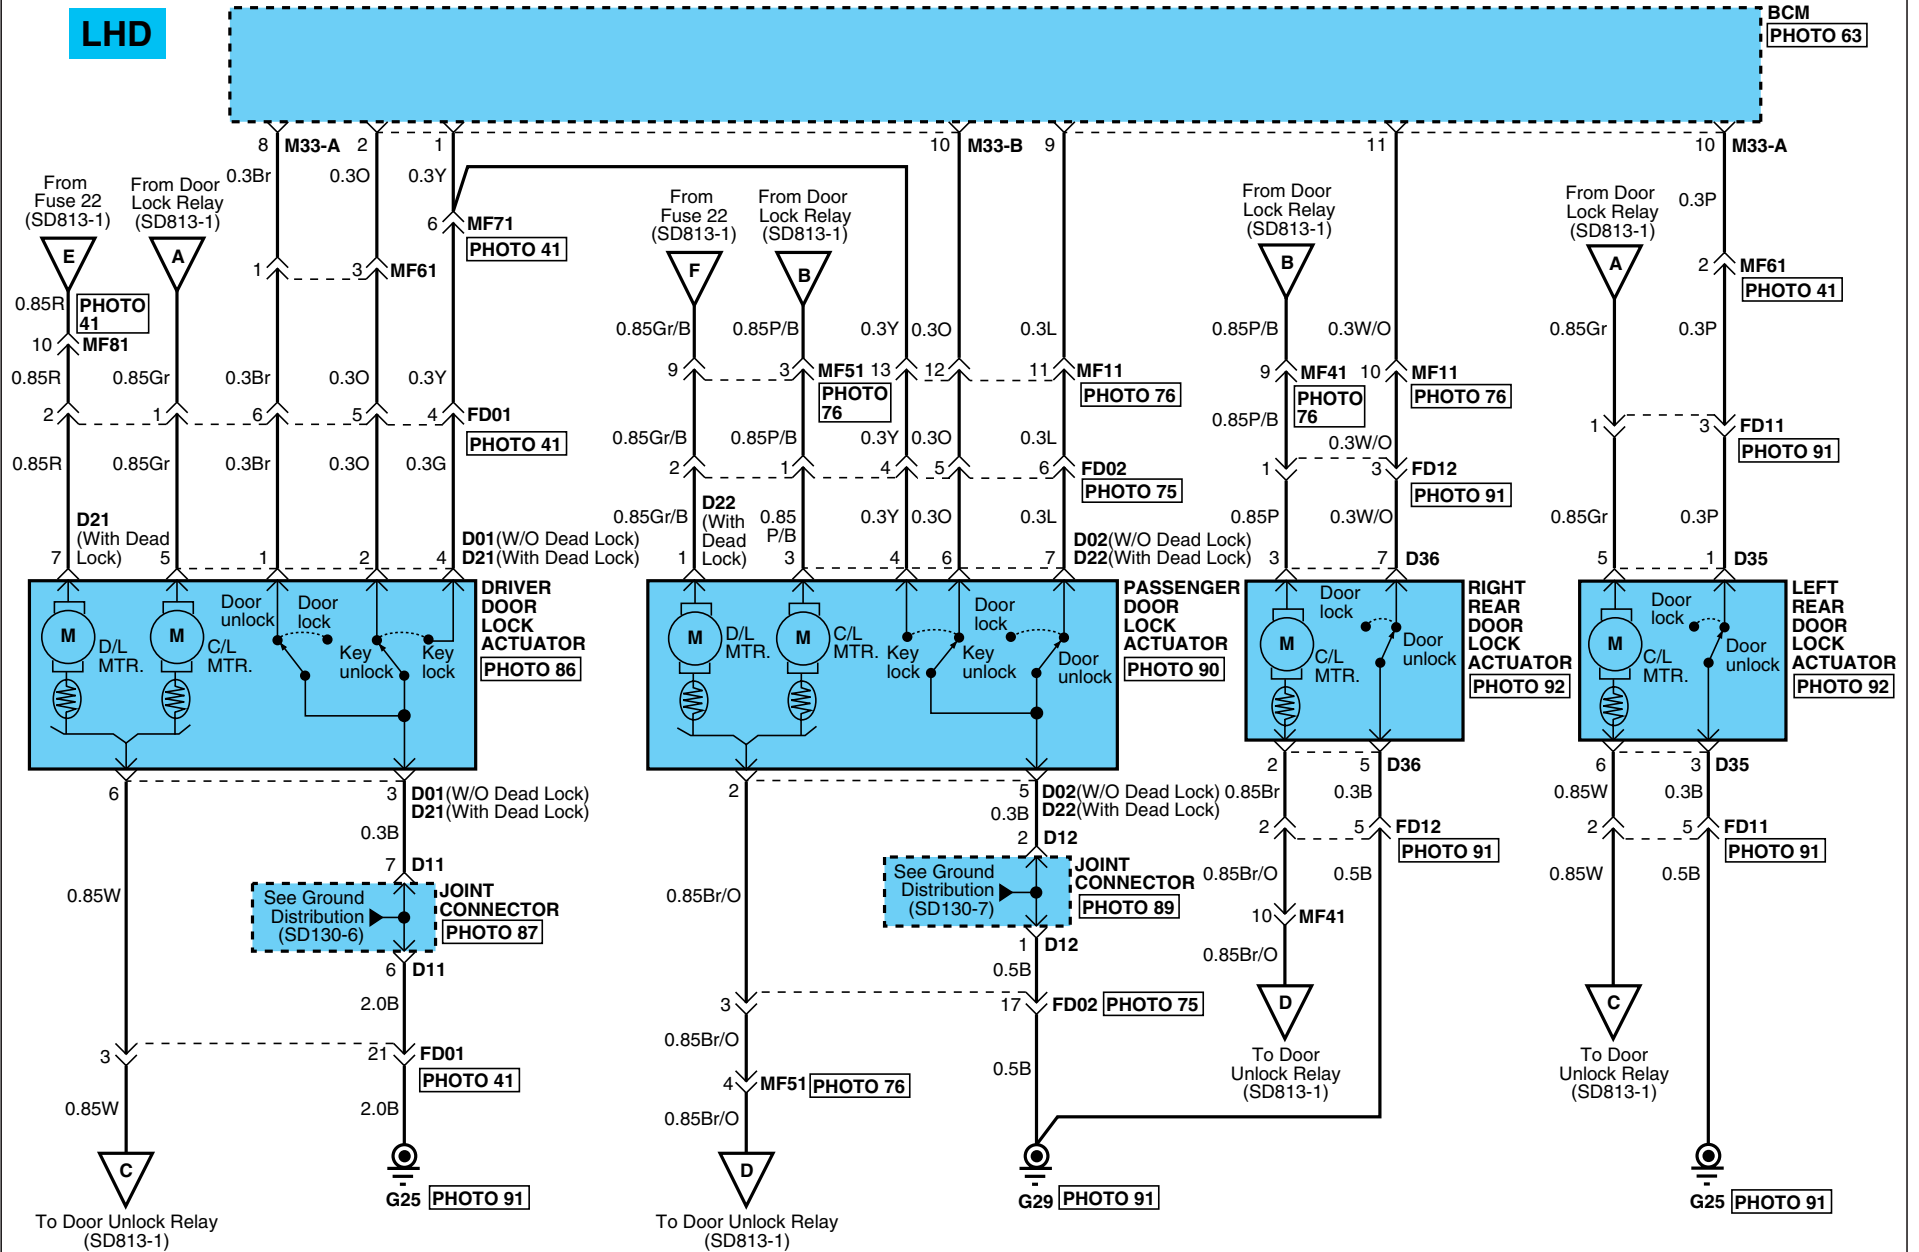 LHD
BCM
PHOTO 63
8 M33-A 2 1 10 M33-B 9 11 10 M33-A
0.3Br 0.3O 0.3Y 0.3P
From
Fuse 22
(SD813-1)
From Door
Lock Relay
(SD813-1)
From
Fuse 22
(SD813-1)
From Door
Lock Relay
(SD813-1)
From Door
Lock Relay
(SD813-1)
From Door
Lock Relay
(SD813-1)
E A F B B A
6 MF71
PHOTO 41
1 3 MF61
2 MF61
PHOTO 41
0.85R PHOTO
41
10 MF81
0.85Gr/B 0.85P/B 0.3Y 0.3O 0.3L 0.85P/B 0.3W/O 0.85Gr 0.3P
9 3 MF51 13 12 11 MF11 9 MF41 10 MF11
PHOTO
76
PHOTO 76
PHOTO
76
PHOTO 76
0.85R 0.85Gr 0.3Br 0.3O 0.3Y
2 1 6 5 4 FD01
PHOTO 41
0.85P/B 0.3W/O
1 3 FD11
PHOTO 91
0.85Gr/B 0.85P/B 0.3Y 0.3O 0.3L
2 1 4 5 6 FD02
PHOTO 75
1 3 FD12
PHOTO 91
0.85R 0.85Gr 0.3Br 0.3O 0.3G
D21
(With Dead
Lock)
0.85Gr/B
D22
(With
Dead
Lock)
0.85
P/B
0.3Y 0.3O 0.3L 0.85P 0.3W/O 0.85Gr 0.3P
D01(W/O Dead Lock)
D21(With Dead Lock)
D02(W/O Dead Lock)
D22(With Dead Lock)
7 5 1 2 4 1 3 4 6 7 3 7 D36 5 1 D35
M
D/L
MTR.
M
C/L
MTR.
Door
unlock
Door
lock
Key
unlock
Key
lock
DRIVER
DOOR
LOCK
ACTUATOR
PHOTO 86
M
D/L
MTR.
M
C/L
MTR.
Key
lock
Key
unlock
Door
lock
Door
unlock
PASSENGER
DOOR
LOCK
ACTUATOR
PHOTO 90
M
C/L
MTR.
Door
lock
Door
unlock
RIGHT
REAR
DOOR
LOCK
ACTUATOR
PHOTO 92
M
C/L
MTR.
Door
lock
Door
unlock
LEFT
REAR
DOOR
LOCK
ACTUATOR
PHOTO 92
6 3 D01(W/O Dead Lock)
D21(With Dead Lock)
0.3B
7 D11
0.85W
See Ground
Distribution
(SD130-6)
JOINT
CONNECTOR
PHOTO 87
6 D11
2.0B
3 21 FD01
PHOTO 41
0.85W 2.0B
C
To Door Unlock Relay
(SD813-1)
G25 PHOTO 91
2 5 D02(W/O Dead Lock)
D22(With Dead Lock)
0.3B
2 D12
0.85Br/O
See Ground
Distribution
(SD130-7)
JOINT
CONNECTOR
PHOTO 89
1 D12
0.5B
3 17 FD02 PHOTO 75
0.85Br/O 0.5B
4 MF51 PHOTO 76
0.85Br/O
D
To Door Unlock Relay
(SD813-1)
G29 PHOTO 91
2 5 D36
0.85Br 0.3B
2 5 FD12
PHOTO 91
0.85Br/O 0.5B
10 MF41
0.85Br/O
D
To Door
Unlock Relay
(SD813-1)
6 3 D35
0.85W 0.3B
2 5 FD11
PHOTO 91
0.85W 0.5B
C
To Door
Unlock Relay
(SD813-1)
G25 PHOTO 91